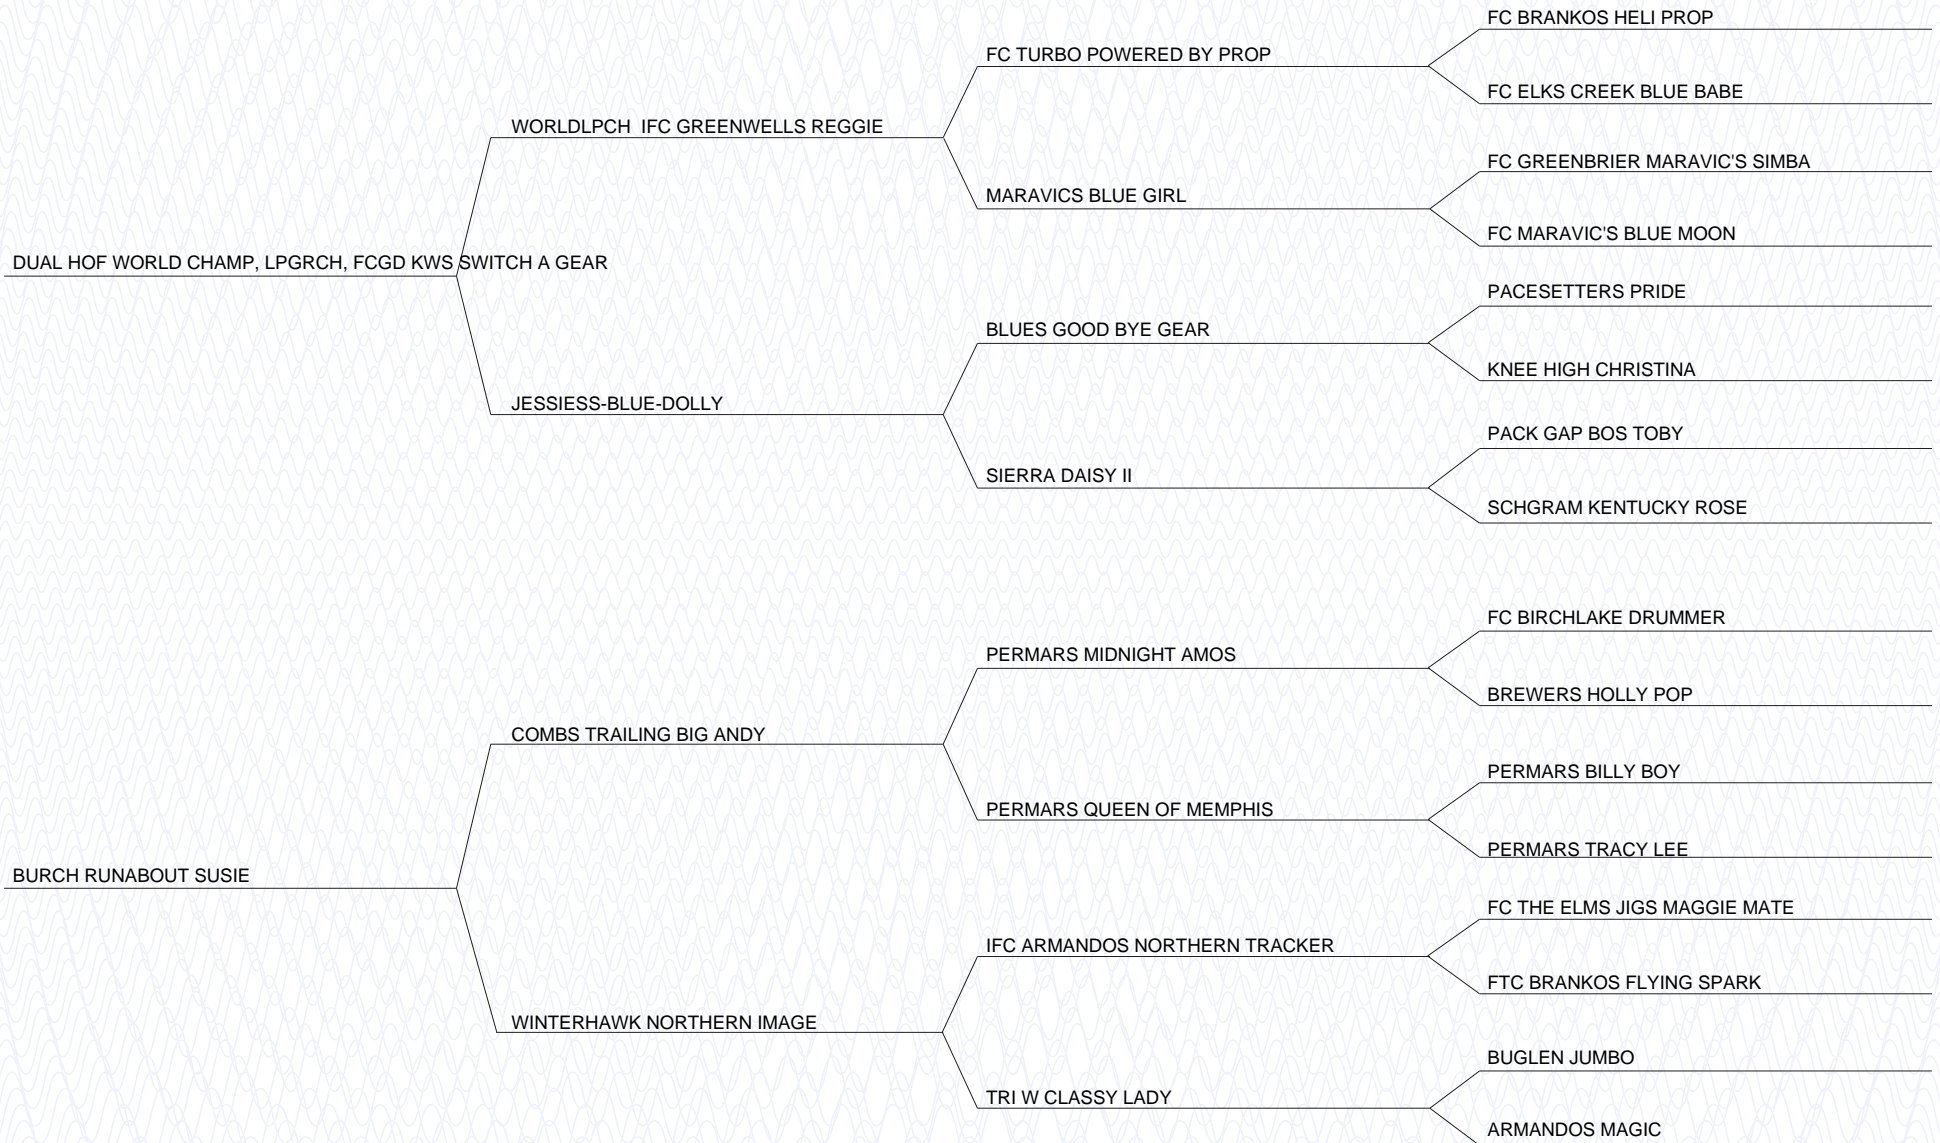 FC BRANKOS HELI PROP
FC TURBO POWERED BY PROP
FC ELKS CREEK BLUE BABE
WORLDLPCH  IFC GREENWELLS REGGIE
FC GREENBRIER MARAVIC'S SIMBA
MARAVICS BLUE GIRL
FC MARAVIC'S BLUE MOON
DUAL HOF WORLD CHAMP, LPGRCH, FCGD KWS SWITCH A GEAR
PACESETTERS PRIDE
BLUES GOOD BYE GEAR
KNEE HIGH CHRISTINA
JESSIESS-BLUE-DOLLY
PACK GAP BOS TOBY
SIERRA DAISY II
SCHGRAM KENTUCKY ROSE
FC BIRCHLAKE DRUMMER
PERMARS MIDNIGHT AMOS
BREWERS HOLLY POP
COMBS TRAILING BIG ANDY
PERMARS BILLY BOY
PERMARS QUEEN OF MEMPHIS
PERMARS TRACY LEE
BURCH RUNABOUT SUSIE
FC THE ELMS JIGS MAGGIE MATE
IFC ARMANDOS NORTHERN TRACKER
FTC BRANKOS FLYING SPARK
WINTERHAWK NORTHERN IMAGE
BUGLEN JUMBO
TRI W CLASSY LADY
ARMANDOS MAGIC